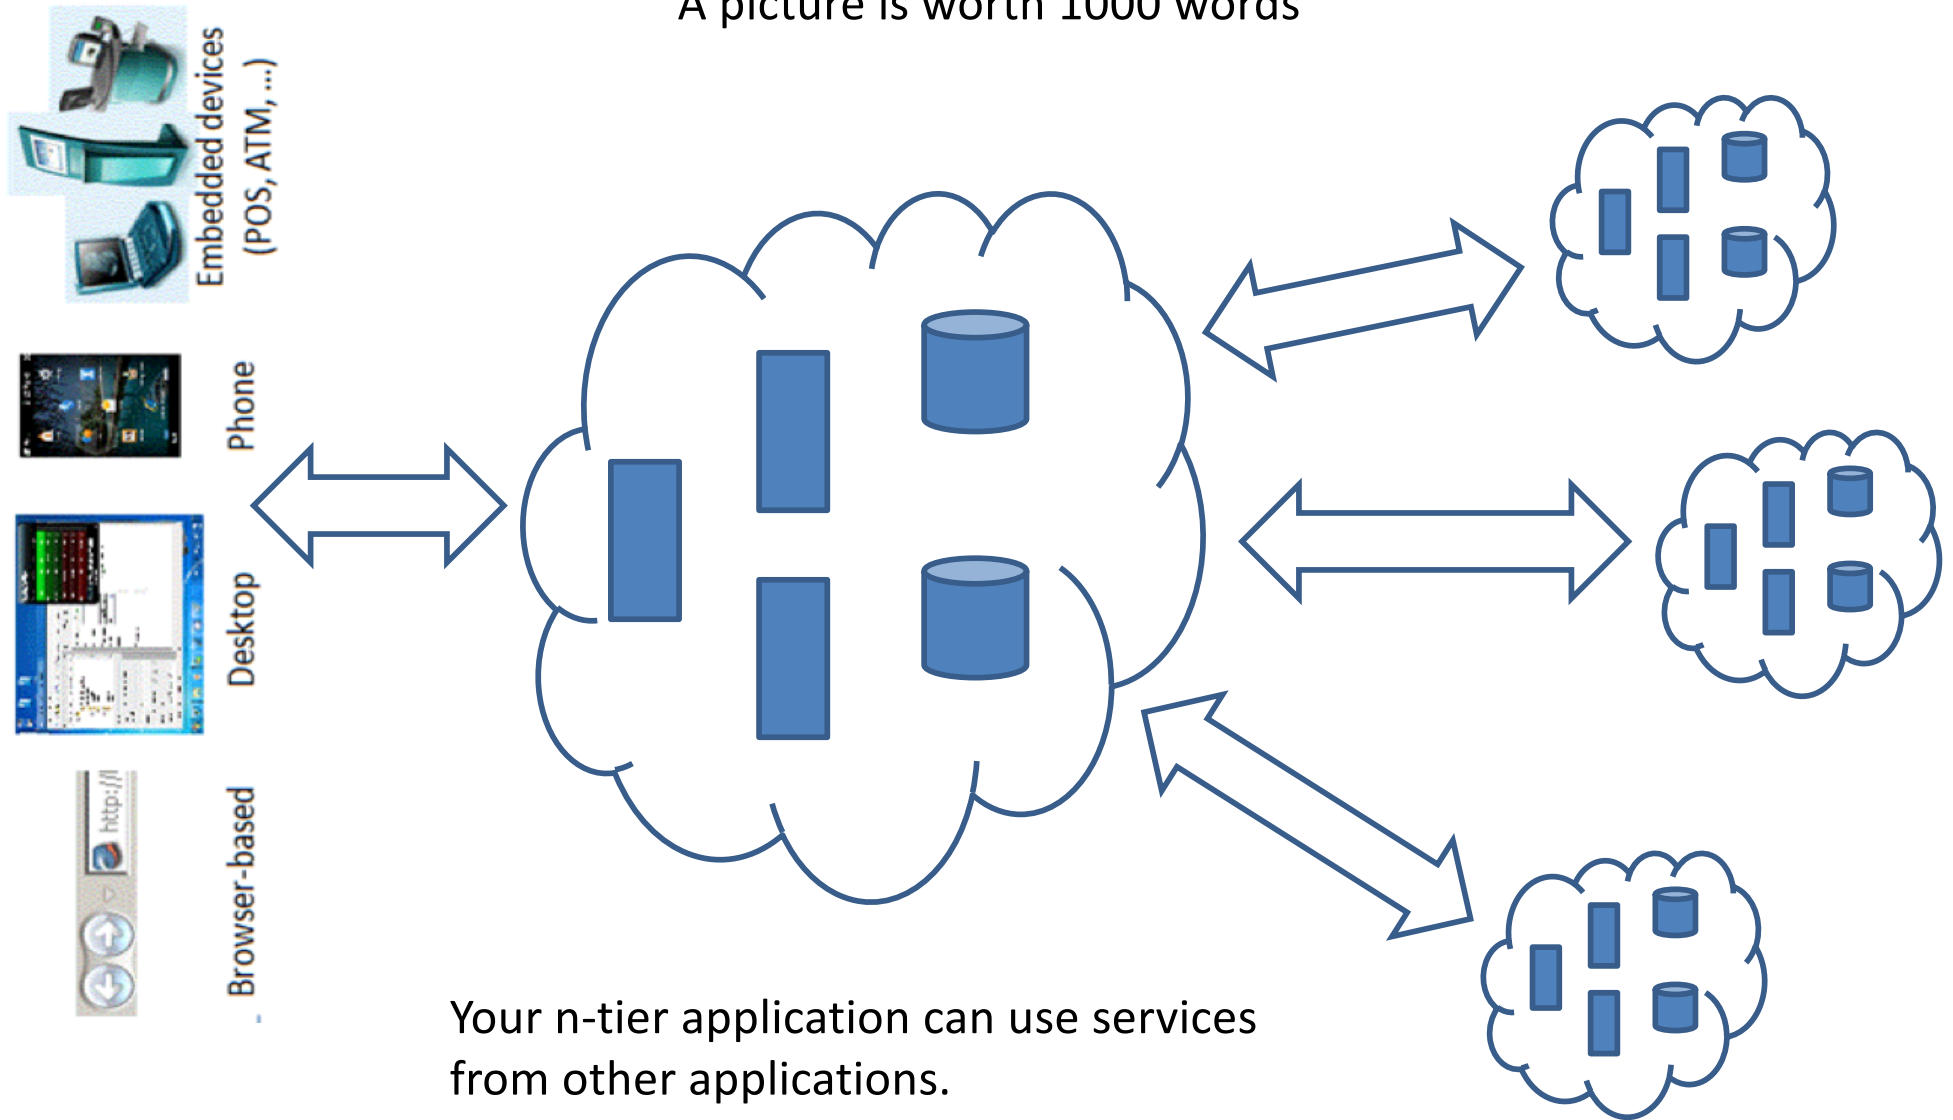 A picture is worth 1000 words
Embedded devices
(POS, ATM, ...)
Phone
Desktop
Browser-based
http://
Your n-tier application can use services
from other applications.